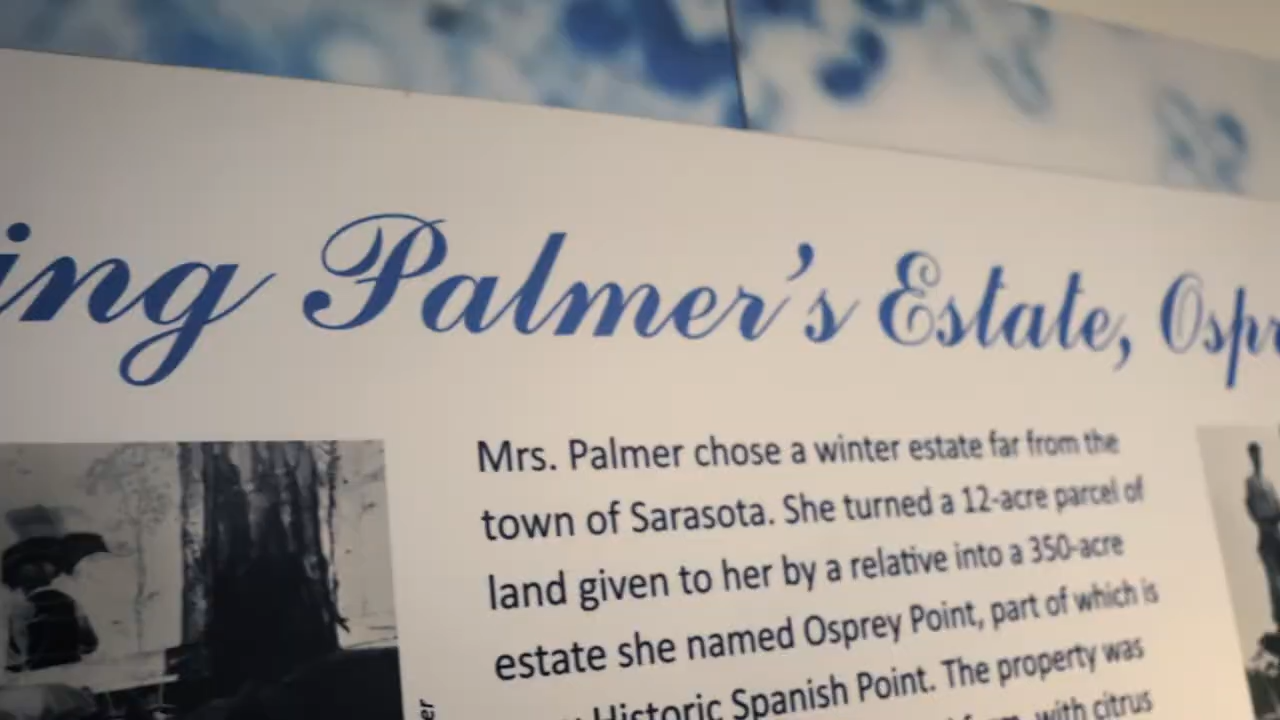 ing Palmer's Estate, Osp
Mrs. Palmer chose a winter estate far from the
town of Sarasota. She turned a 12-acre parcel of
land given to her by a relative into a 350-acre
estate she named Osprey Point, part of which is
Historic Spanish Point. The property was
with citrus
er